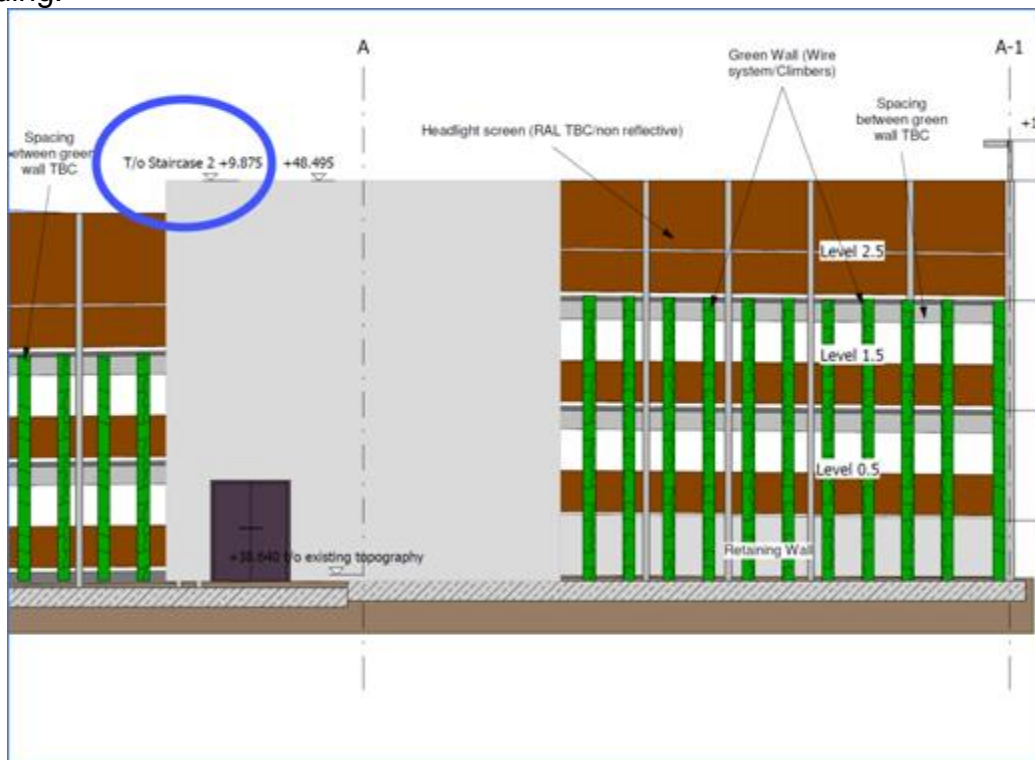 A
A-1
Green Wall (Wire
system/Climbers)
Spacing
between green
wall TBC
Headlight screen (RAL TBC/non reflective)
Spacing
between green
wall TBC
T/o Staircase 2 +9.875
+48.495
Level 2.5
Level 1.5
Level 0.5
Retaining Wall
t/o existing topography